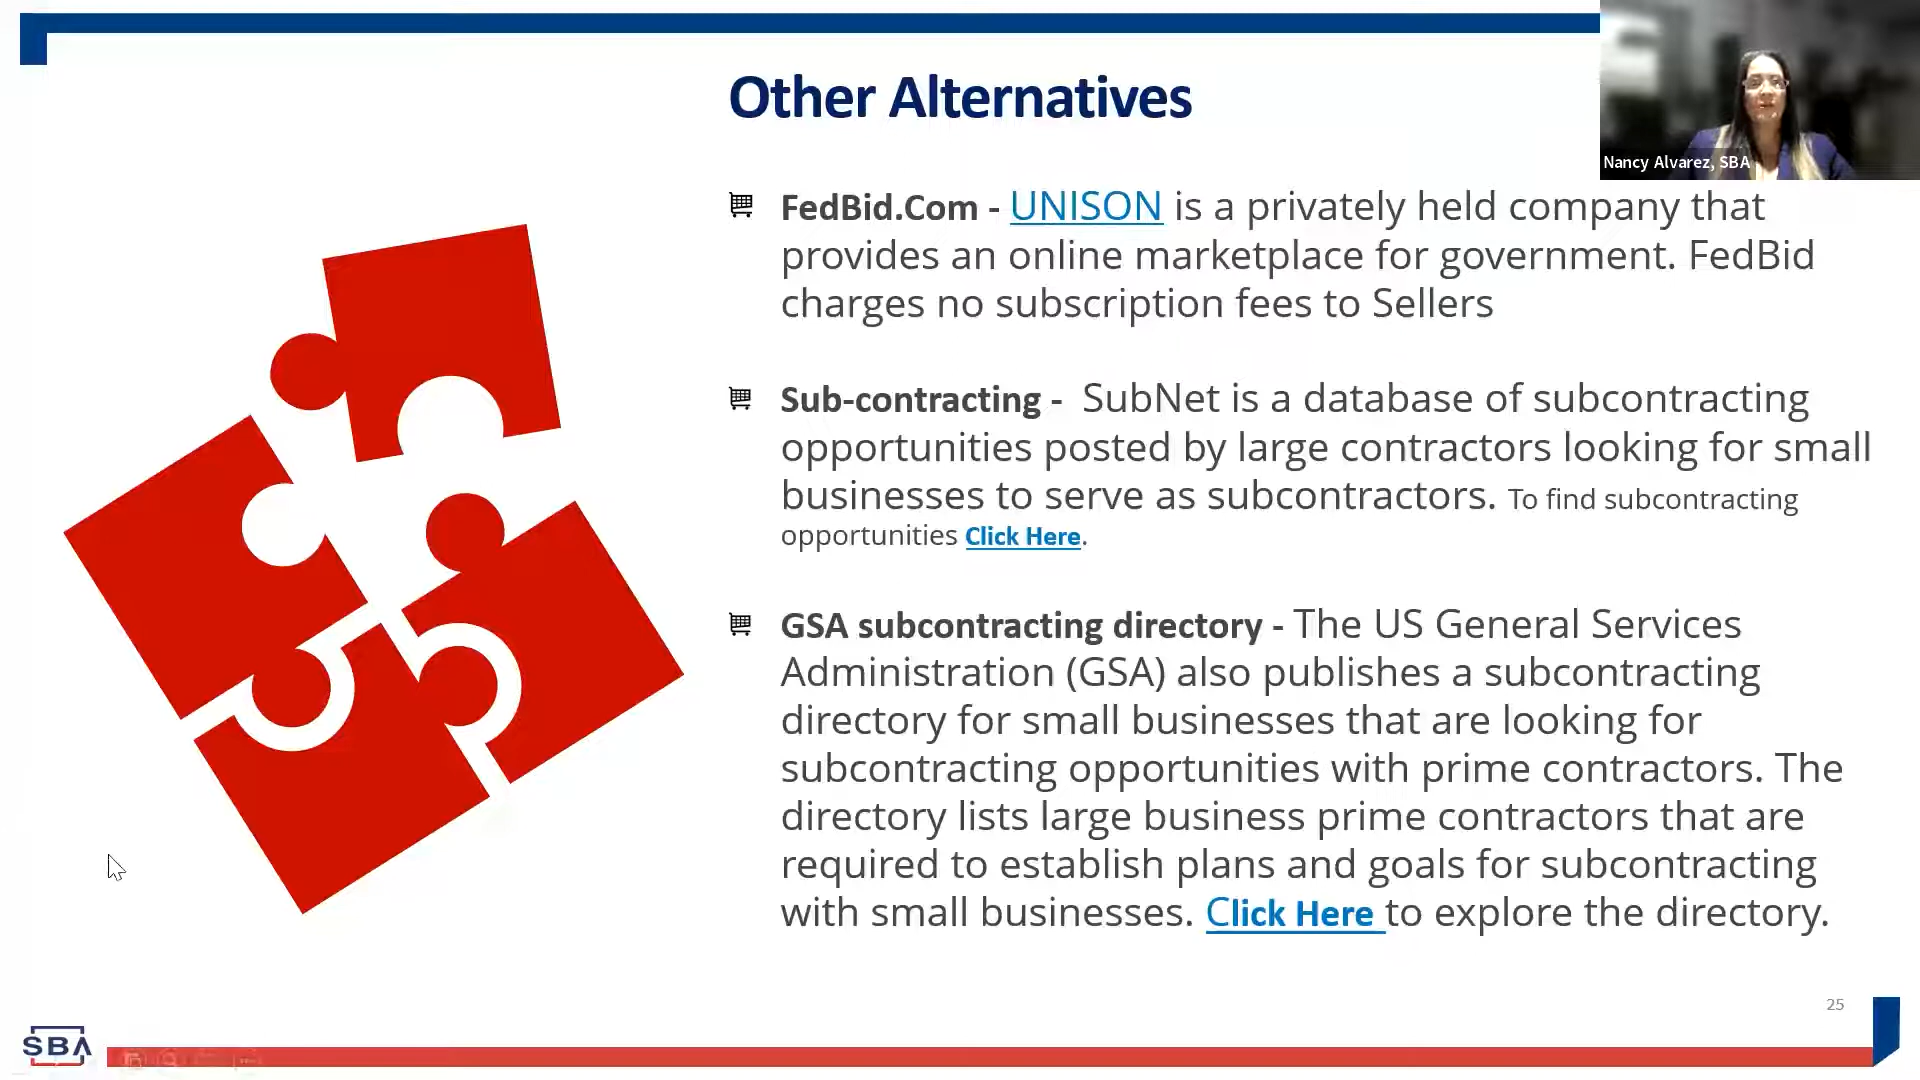 Other Alternatives
Nancy Alvarez, SBA
FedBid.Com - UNISON is a privately held company that
provides an online marketplace for government. FedBid
charges no subscription fees to Sellers
Sub-contracting - SubNet is a database of subcontracting
opportunities posted by large contractors looking for small
businesses to serve as subcontractors. To find subcontracting
opportunities Click Here.
GSA subcontracting directory - The US General Services
Administration (GSA) also publishes a subcontracting
directory for small businesses that are looking for
subcontracting opportunities with prime contractors. The
directory lists large business prime contractors that are
required to establish plans and goals for subcontracting
with small businesses. Click Here to explore the directory.
25
SBA